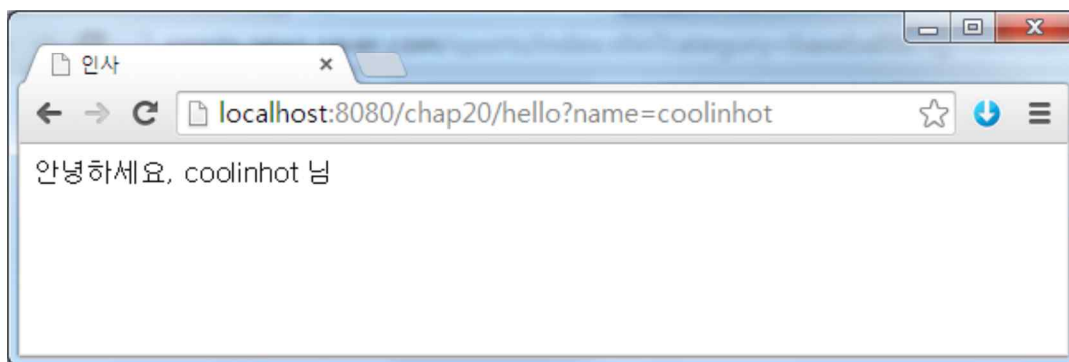 인사
localhost:8080/chap20/hello?name=coolinhot
안녕하세요, coolinhot 님